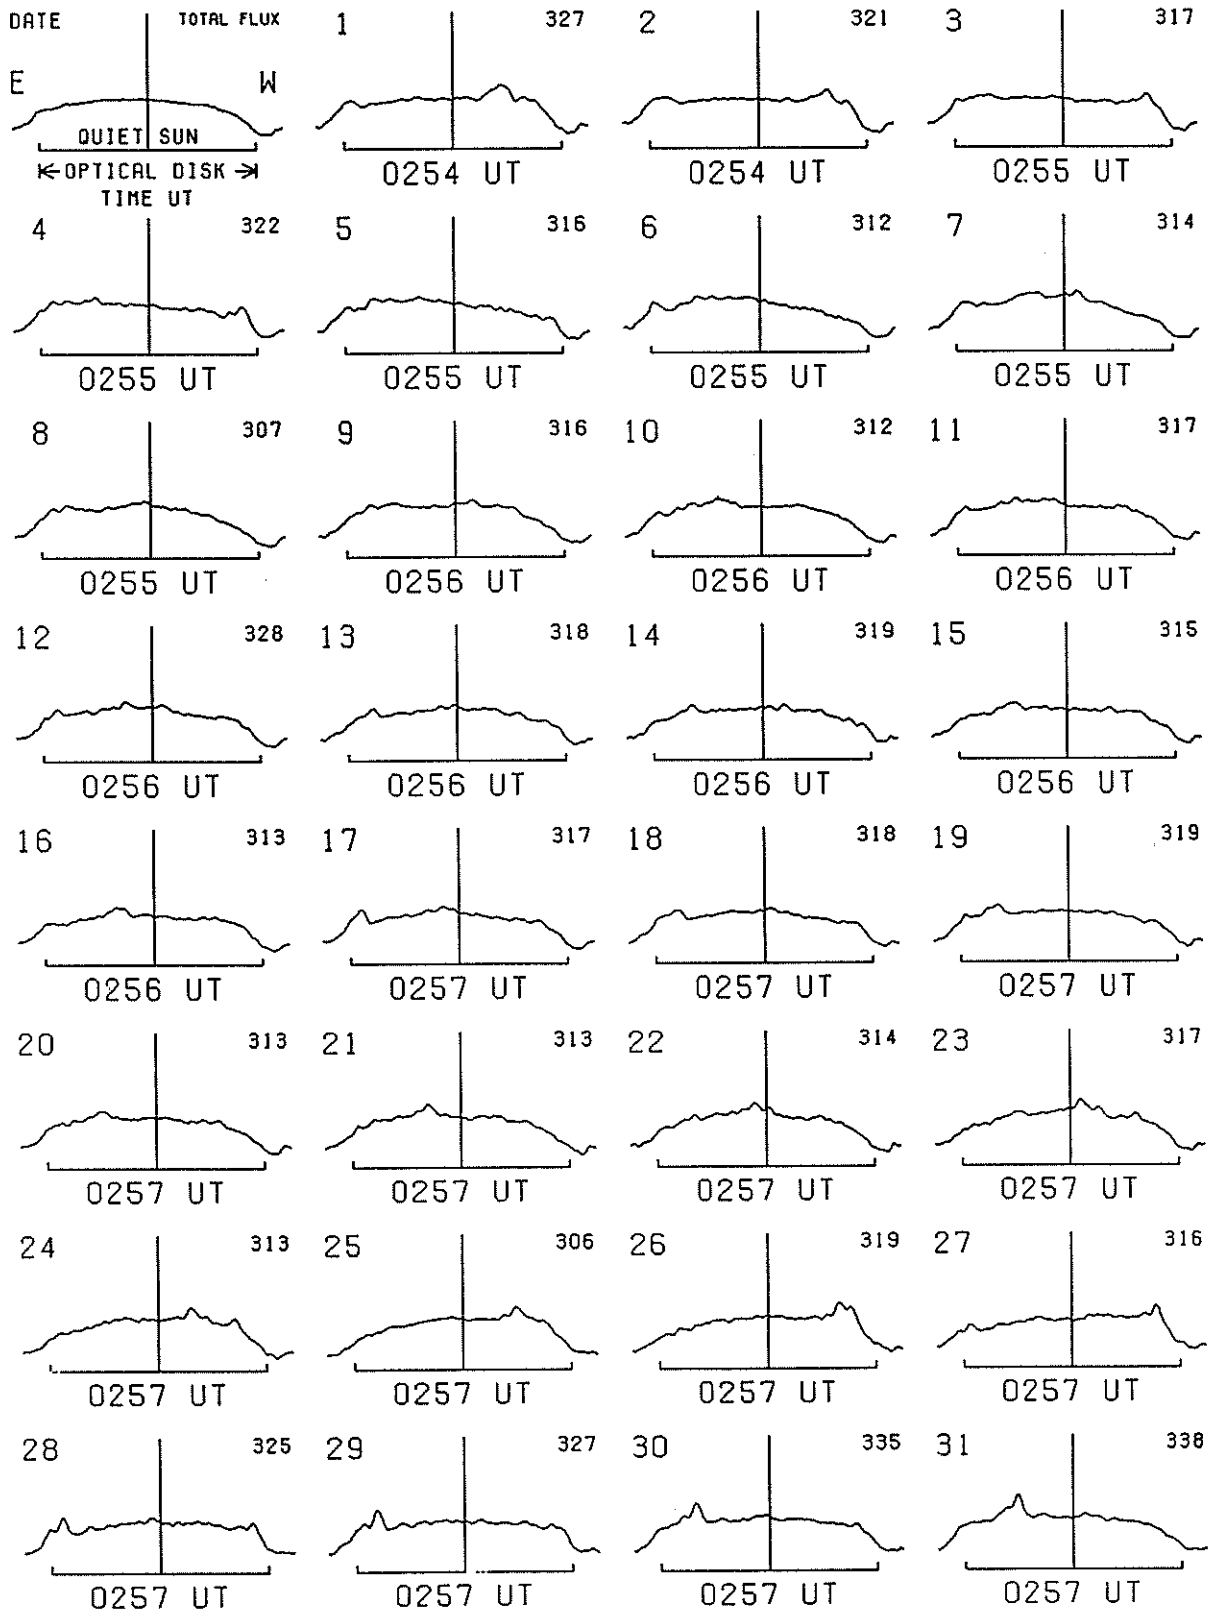 DATE TOTAL FLUX 1 327 2 321 3 317
E W
QUIET SUN
OPTICAL DISK 0254 UT 0254 UT 0255 UT
TIME UT
4 322 5 316 6 312 7 314
0255 UT 0255 UT 0255 UT 0255 UT
8 307 9 316 10 312 11 317
0255 UT 0256 UT 0256 UT 0256 UT
12 328 13 318 14 319 15 315
0256 UT 0256 UT 0256 UT 0256 UT
16 313 17 317 18 318 19 319
0256 UT 0257 UT 0257 UT 0257 UT
20 313 21 313 22 314 23 317
0257 UT 0257 UT 0257 UT 0257 UT
24 313 25 306 26 319 27 316
0257 UT 0257 UT 0257 UT 0257 UT
28 325 29 327 30 335 31 338
0257 UT 0257 UT 0257 UT 0257 UT